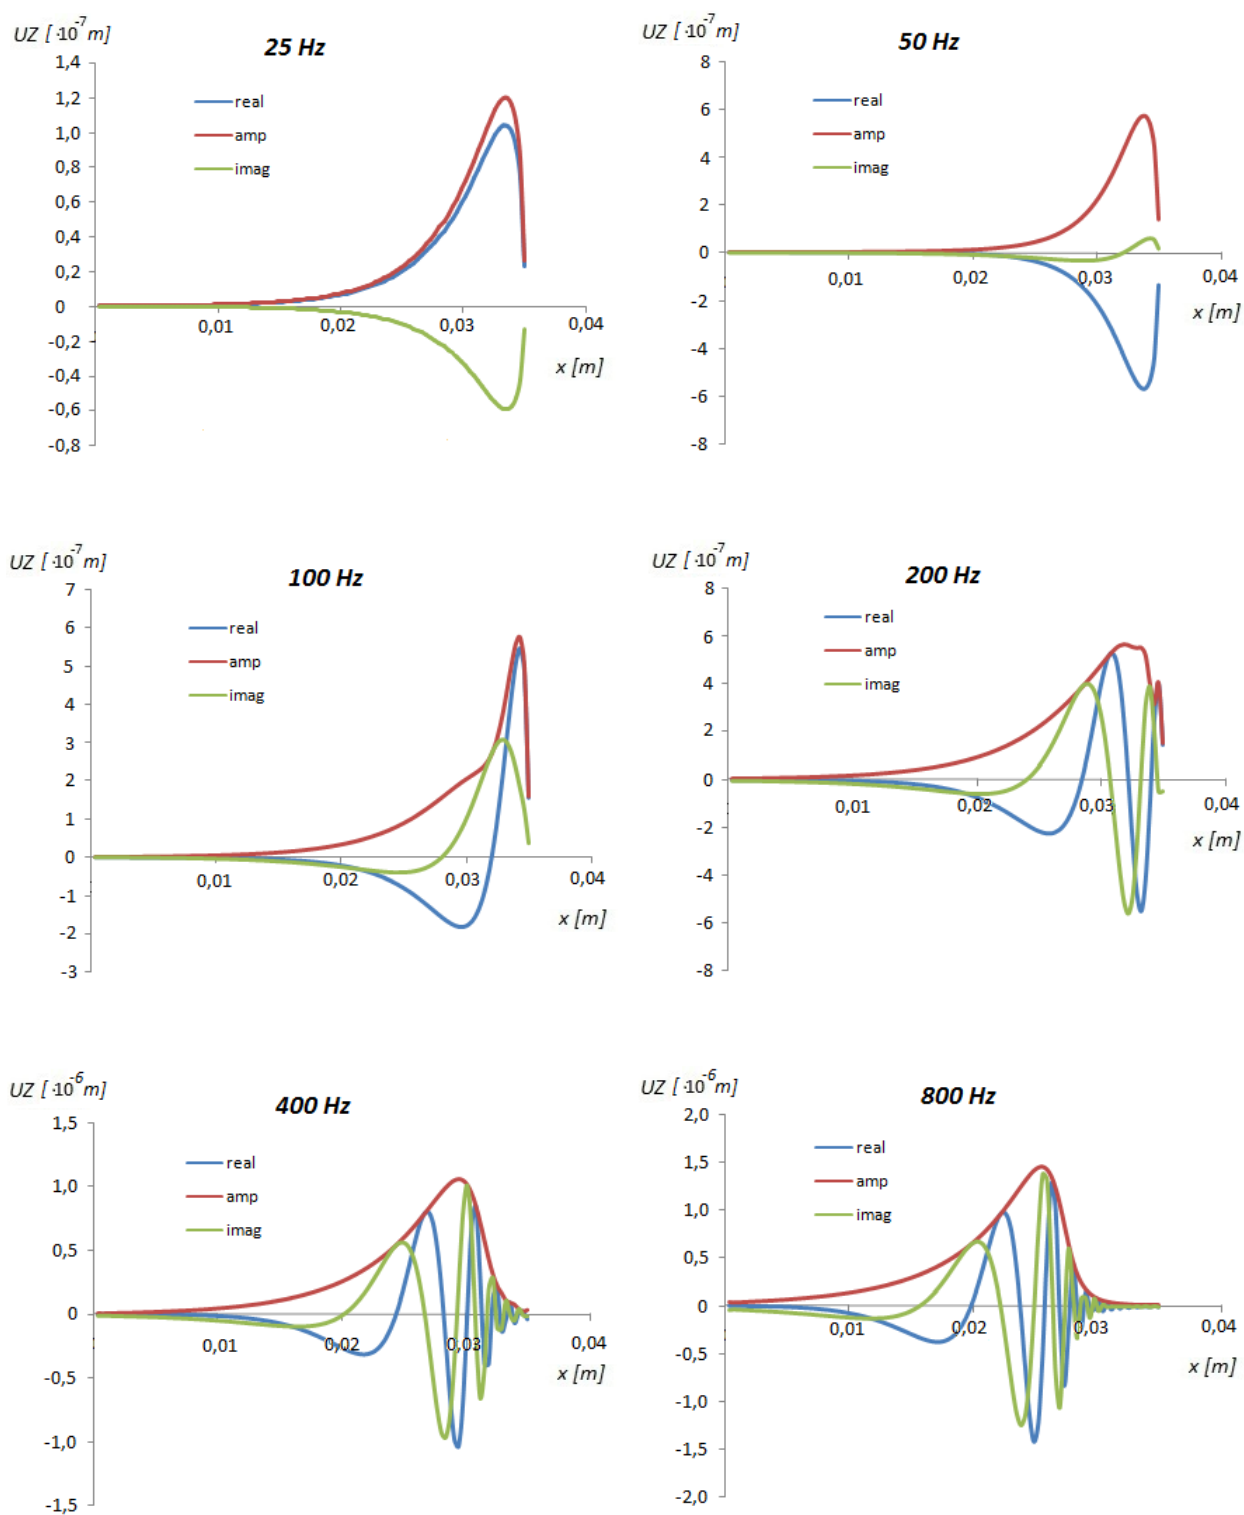 UZ [ ·10⁻⁷ m]
25 Hz
1,4
1,2
1,0
0,8
0,6
0,4
0,2
0
-0,2
-0,4
-0,6
-0,8
real
amp
imag
0,01
0,02
0,03
0,04
x [m]
UZ [ ·10⁻⁷ m]
50 Hz
8
6
4
2
0
-2
-4
-6
-8
real
amp
imag
0,01
0,02
0,03
0,04
x [m]
UZ [ ·10⁻⁷ m]
100 Hz
7
6
5
4
3
2
1
0
-1
-2
-3
real
amp
imag
0,01
0,02
0,03
0,04
x [m]
UZ [ ·10⁻⁷ m]
200 Hz
8
6
4
2
0
-2
-4
-6
-8
real
amp
imag
0,01
0,02
0,03
0,04
x [m]
UZ [ ·10⁻⁶ m]
400 Hz
1,5
1,0
0,5
0
-0,5
-1,0
-1,5
real
amp
imag
0,01
0,02
0,03
0,04
x [m]
UZ [ ·10⁻⁶ m]
800 Hz
2,0
1,5
1,0
0,5
0
-0,5
-1,0
-1,5
-2,0
real
amp
imag
0,01
0,02
0,03
0,04
x [m]